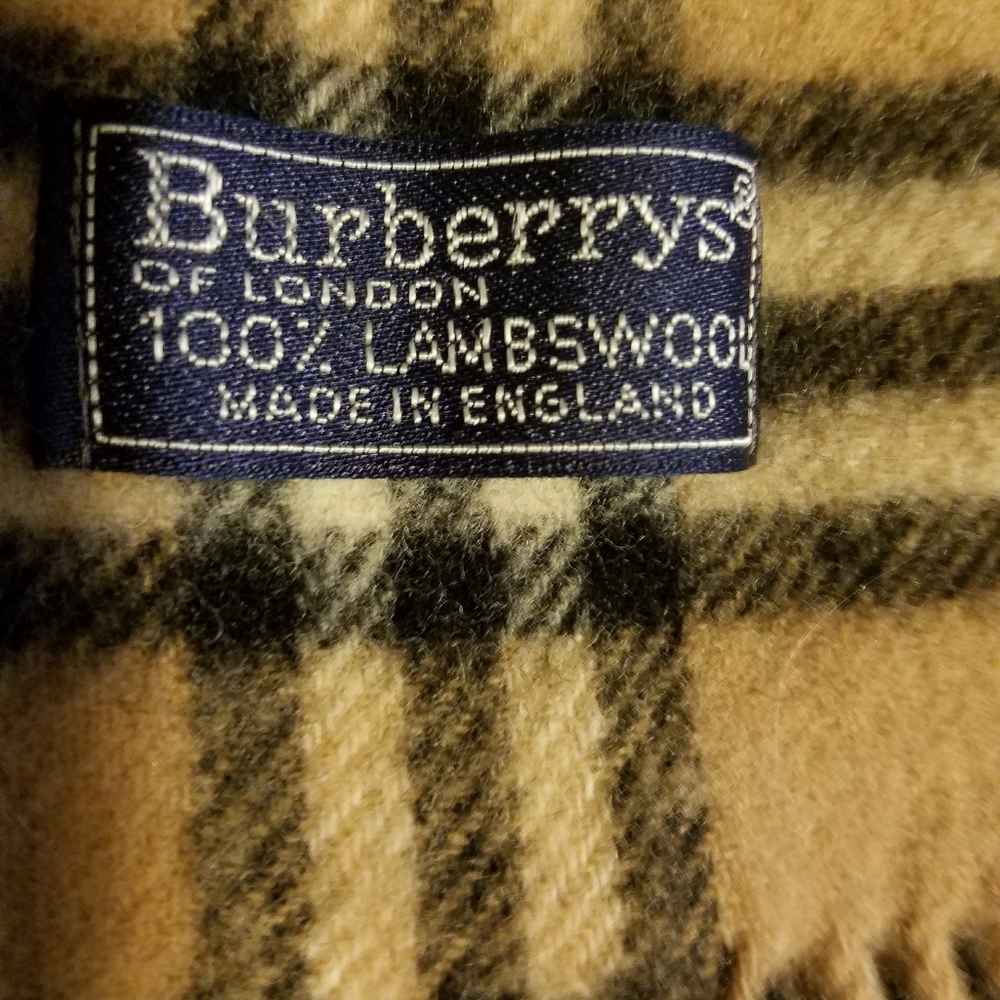 Burberrys®
OF LONDON
100% LAMBSWOOL
MADE IN ENGLAND